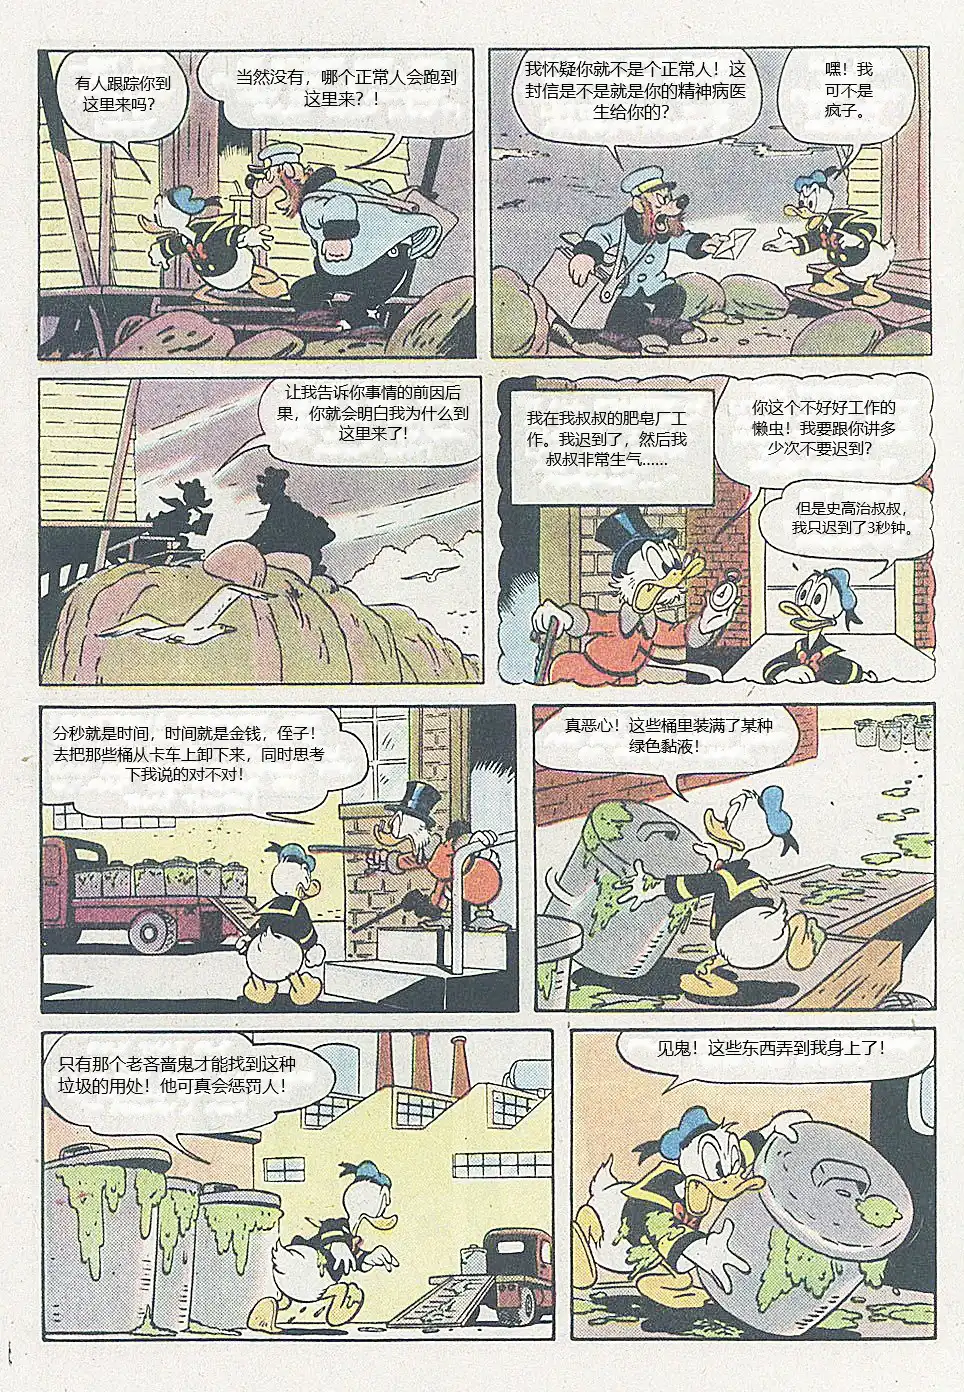 有人跟踪你到
这里来吗？
当然没有，哪个正常人会跑到
这里来？！
我怀疑你就不是个正常人！这
封信是不是就是你的精神病医
生给你的？
嘿！我
可不是
疯子。
让我告诉你事情的前因后
果，你就会明白我为什么到
这里来了！
我在我叔叔的肥皂厂工
作。我迟到了，然后我
叔叔非常生气……
你这个不好好工作的
懒虫！我要跟你讲多
少次不要迟到？
但是史高治叔叔，
我只迟到了3秒钟。
分秒就是时间，时间就是金钱，侄子！
去把那些桶从卡车上卸下来，同时思考
下我说的对不对！
真恶心！这些桶里装满了某种
绿色黏液！
只有那个老吝啬鬼才能找到这种
垃圾的用处！他可真会惩罚人！
见鬼！这些东西弄到我身上了！